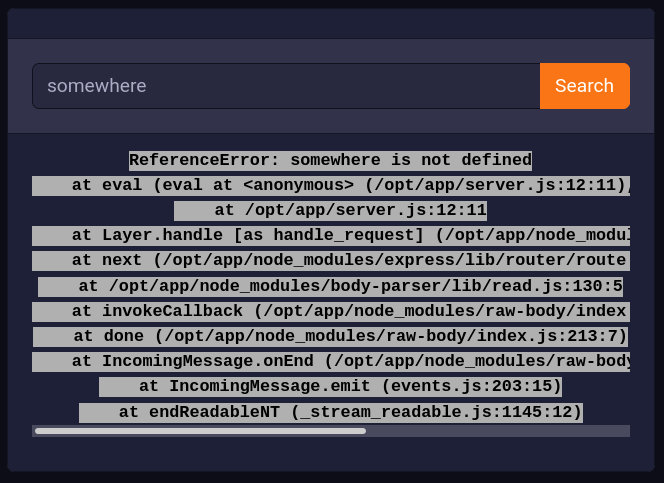 somewhere
Search
ReferenceError: somewhere is not defined
at eval (eval at <anonymous> (/opt/app/server.js:12:11),
at /opt/app/server.js:12:11
at Layer.handle [as handle_request] (/opt/app/node_modul
at next (/opt/app/node_modules/express/lib/router/route
at /opt/app/node_modules/body-parser/lib/read.js:130:5
at invokeCallback (/opt/app/node_modules/raw-body/index
at done (/opt/app/node_modules/raw-body/index.js:213:7)
at IncomingMessage.onEnd (/opt/app/node_modules/raw-body
at IncomingMessage.emit (events.js:203:15)
at endReadableNT (_stream_readable.js:1145:12)